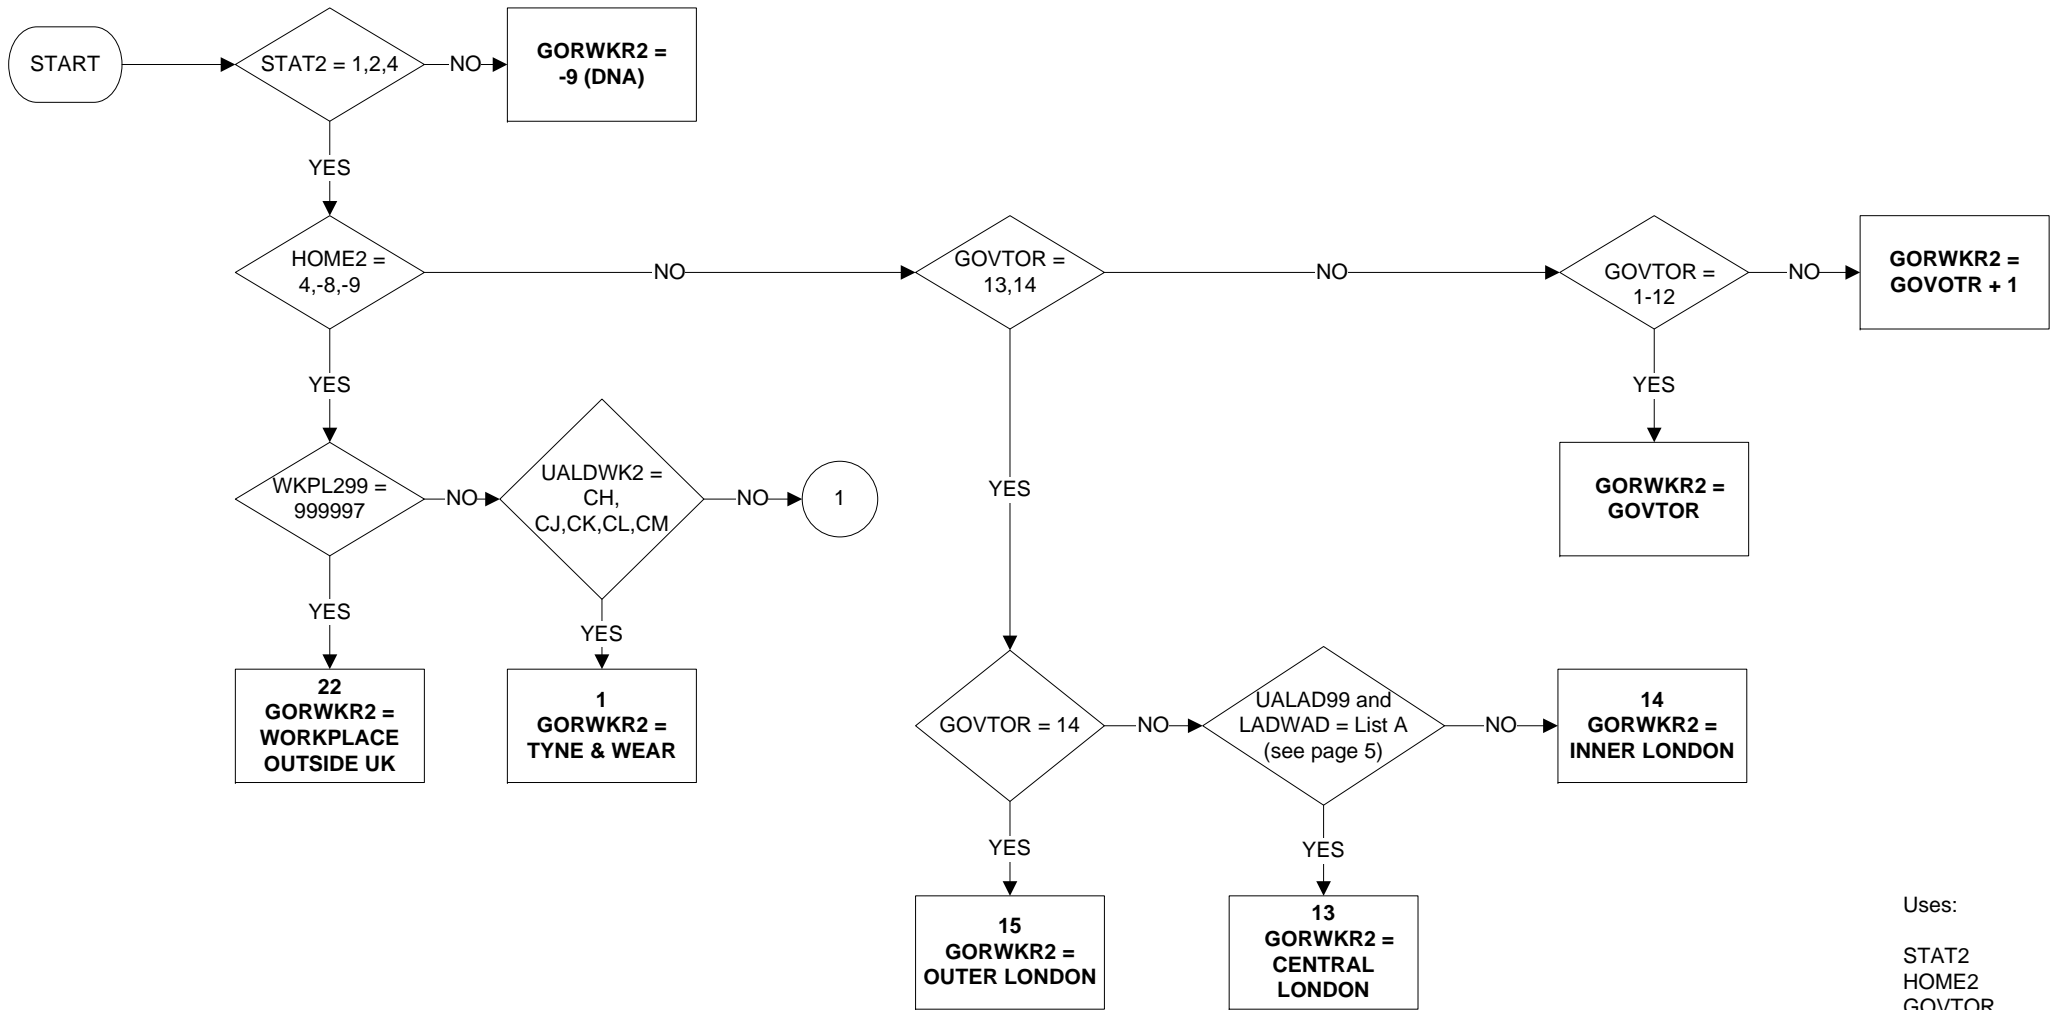 START
STAT2 = 1,2,4
NO
GORWKR2 =
-9 (DNA)
YES
HOME2 =
4,-8,-9
NO
GOVTOR =
13,14
NO
GOVTOR =
1-12
NO
GORWKR2 =
GOVOTR + 1
YES
YES
YES
GORWKR2 =
GOVTOR
WKPL299 =
999997
NO
UALDWK2 =
CH,
CJ,CK,CL,CM
NO
1
YES
YES
22
GORWKR2 =
WORKPLACE
OUTSIDE UK
1
GORWKR2 =
TYNE & WEAR
GOVTOR = 14
NO
UALAD99 and
LADWAD = List A
(see page 5)
NO
14
GORWKR2 =
INNER LONDON
YES
YES
15
GORWKR2 =
OUTER LONDON
13
GORWKR2 =
CENTRAL
LONDON
Uses:
STAT2
HOME2
GOVTOR